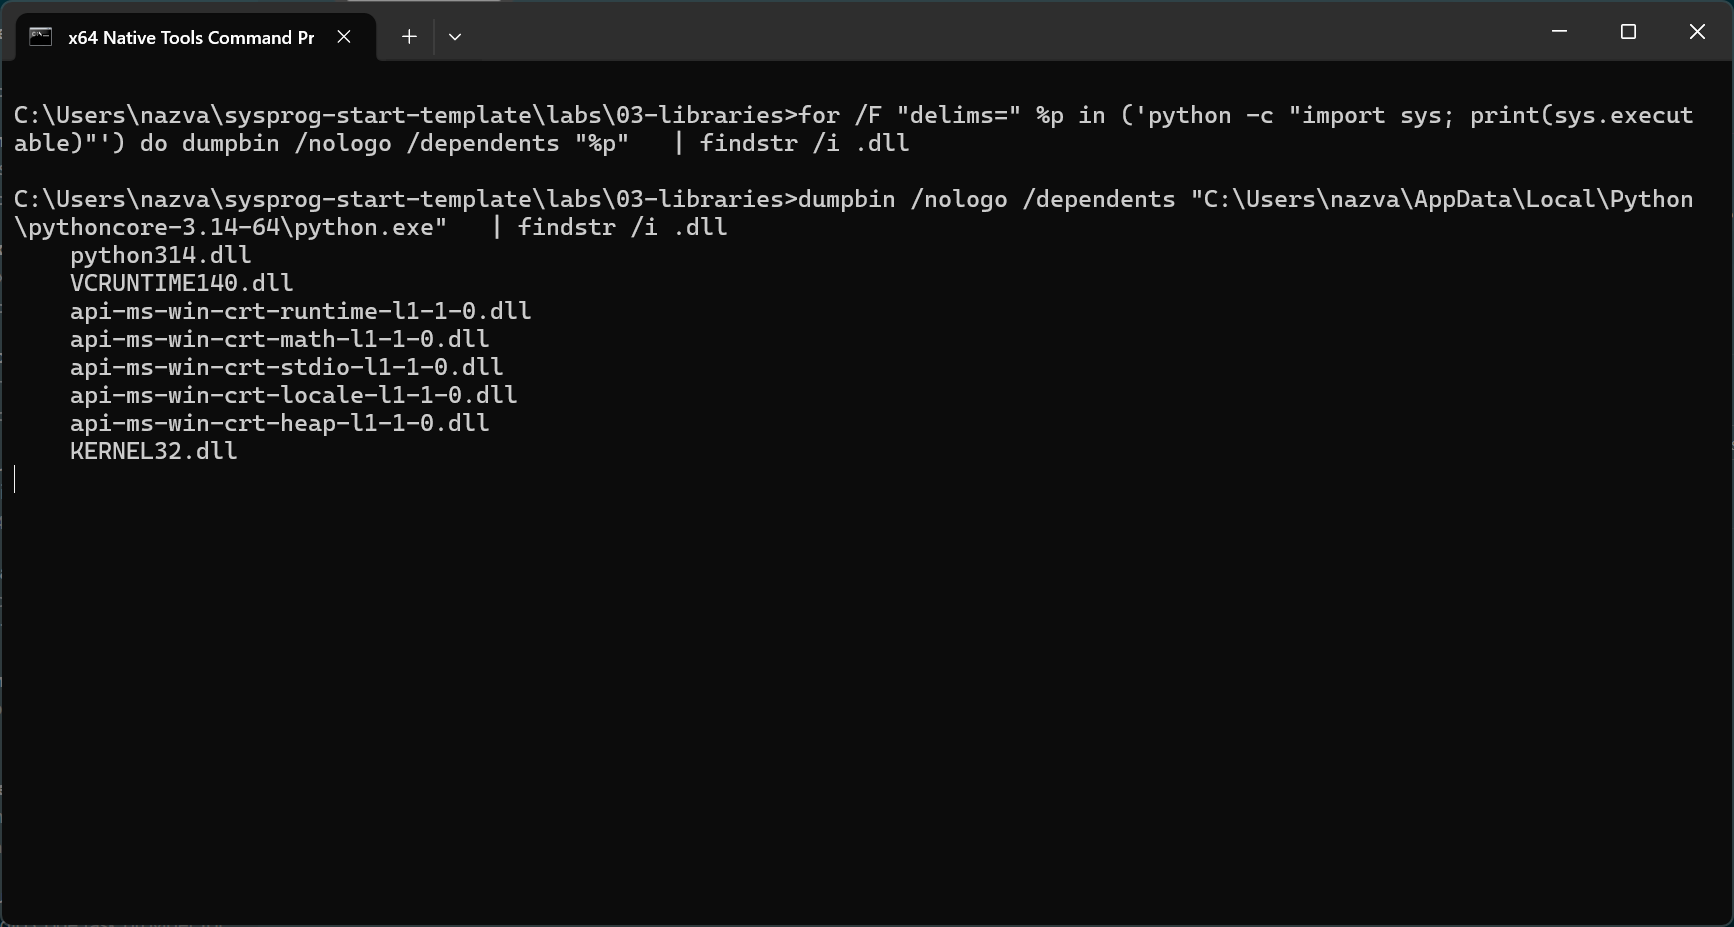 x64 Native Tools Command Pr
C:\Users\nazva\sysprog-start-template\labs\03-libraries>for /F "delims=" %p in ('python -c "import sys; print(sys.execut
able)"') do dumpbin /nologo /dependents "%p"   | findstr /i .dll
C:\Users\nazva\sysprog-start-template\labs\03-libraries>dumpbin /nologo /dependents "C:\Users\nazva\AppData\Local\Python
\pythoncore-3.14-64\python.exe"   | findstr /i .dll
    python314.dll
    VCRUNTIME140.dll
    api-ms-win-crt-runtime-l1-1-0.dll
    api-ms-win-crt-math-l1-1-0.dll
    api-ms-win-crt-stdio-l1-1-0.dll
    api-ms-win-crt-locale-l1-1-0.dll
    api-ms-win-crt-heap-l1-1-0.dll
    KERNEL32.dll